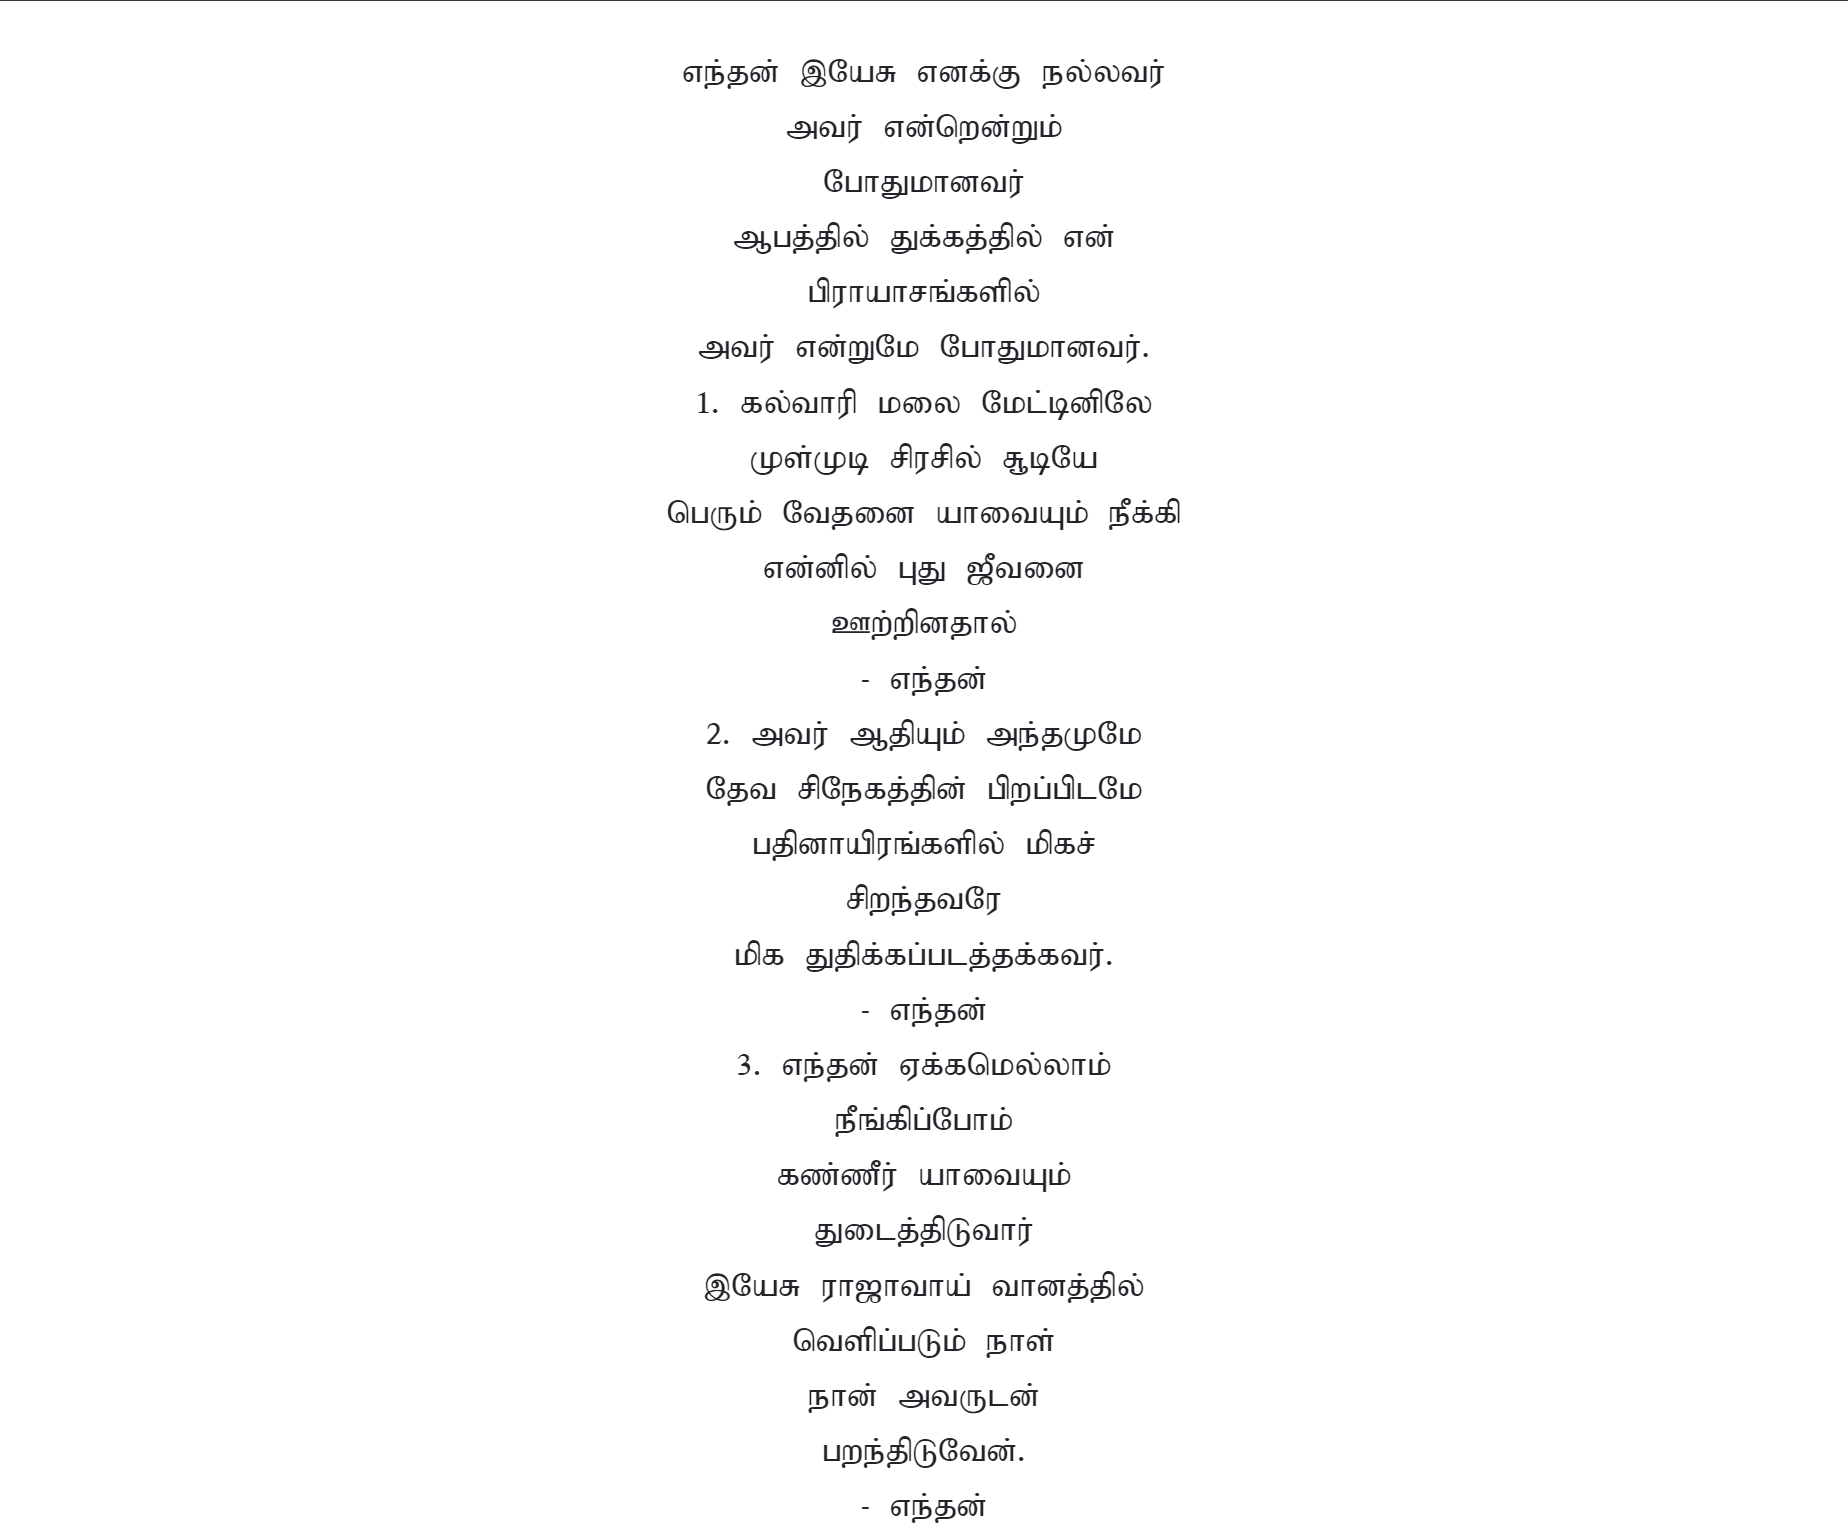 எந்தன் இயேசு எனக்கு நல்லவர்
அவர் என்றென்றும்
போதுமானவர்
ஆபத்தில் துக்கத்தில் என்
பிராயாசங்களில்
அவர் என்றுமே போதுமானவர்.
1. கல்வாரி மலை மேட்டினிலே
முள்முடி சிரசில் சூடியே
பெரும் வேதனை யாவையும் நீக்கி
என்னில் புது ஜீவனை
ஊற்றினதால்
- எந்தன்
2. அவர் ஆதியும் அந்தமுமே
தேவ சிநேகத்தின் பிறப்பிடமே
பதினாயிரங்களில் மிகச்
சிறந்தவரே
மிக துதிக்கப்படத்தக்கவர்.
- எந்தன்
3. எந்தன் ஏக்கமெல்லாம்
நீங்கிப்போம்
கண்ணீர் யாவையும்
துடைத்திடுவார்
இயேசு ராஜாவாய் வானத்தில்
வெளிப்படும் நாள்
நான் அவருடன்
பறந்திடுவேன்.
- எந்தன்